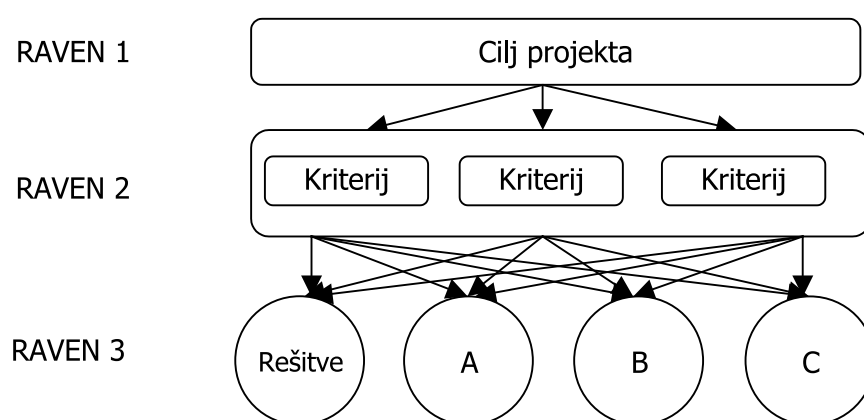 RAVEN 1
Cilj projekta
RAVEN 2
Kriterij
Kriterij
Kriterij
RAVEN 3
Rešitve
A
B
C